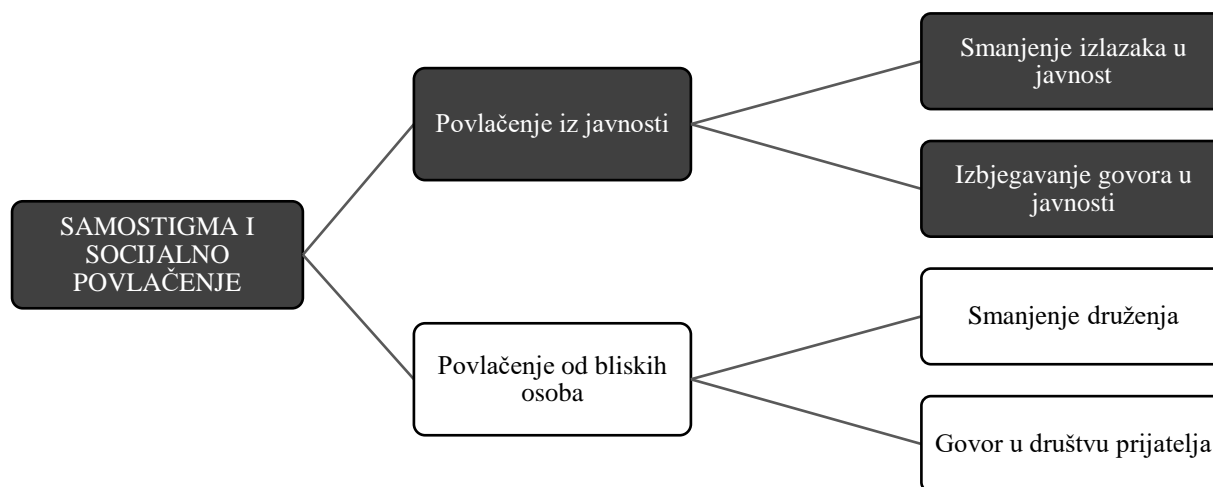 SAMOSTIGMA I
SOCIJALNO
POVLAČENJE
Povlačenje iz javnosti
Smanjenje izlazaka u
javnost
Izbjegavanje govora u
javnosti
Povlačenje od bliskih
osoba
Smanjenje druženja
Govor u društvu prijatelja